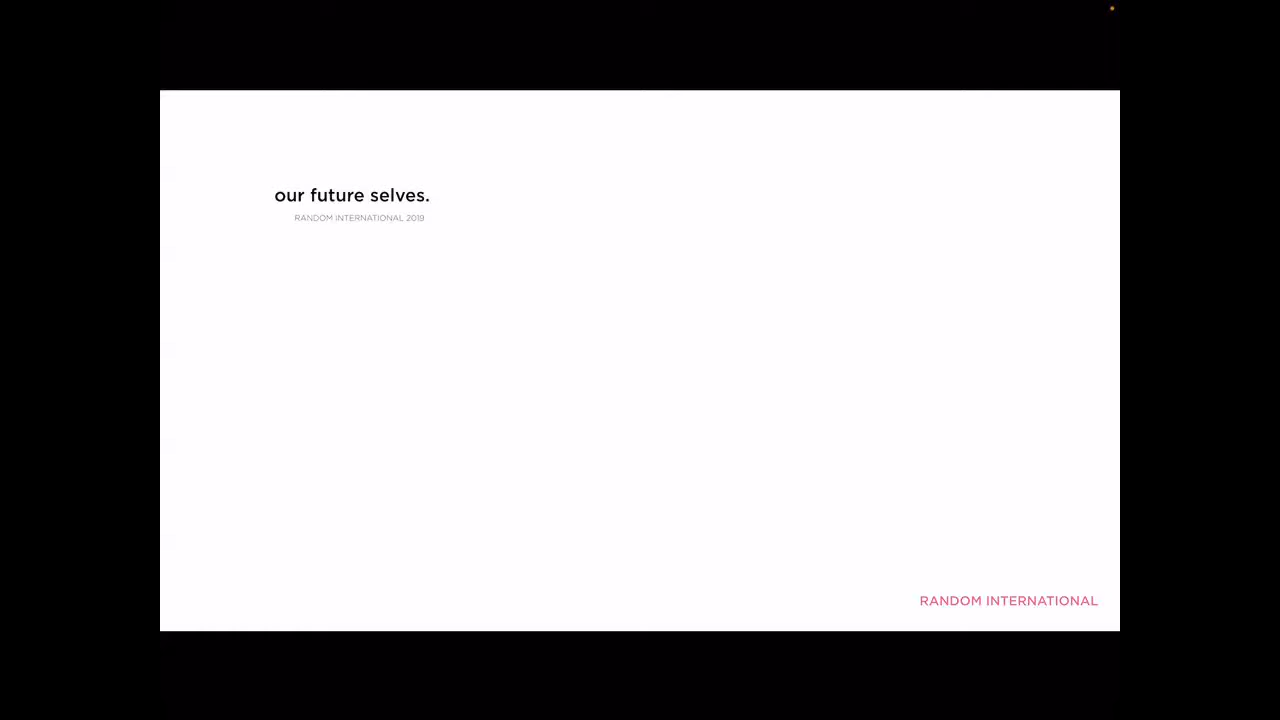 our future selves.
RANDOM INTERNATIONAL 2019
RANDOM INTERNATIONAL